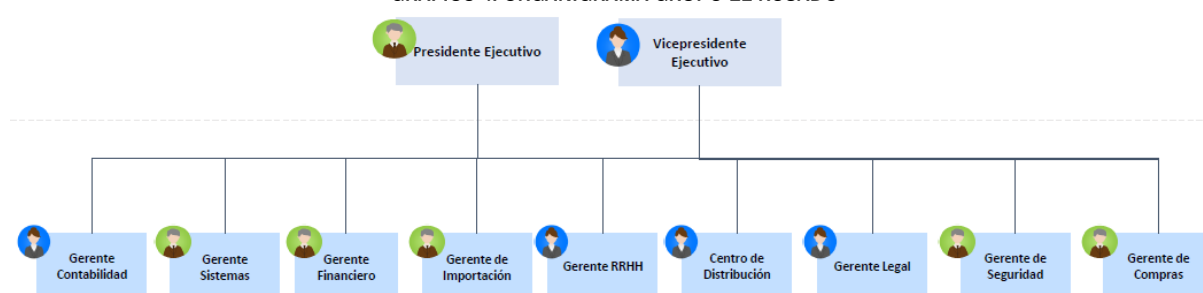 Presidente Ejecutivo
Vicepresidente
Ejecutivo
Gerente
Contabilidad
Gerente
Sistemas
Gerente
Financiero
Gerente de
Importación
Gerente RRHH
Centro de
Distribución
Gerente Legal
Gerente de
Seguridad
Gerente de
Compras